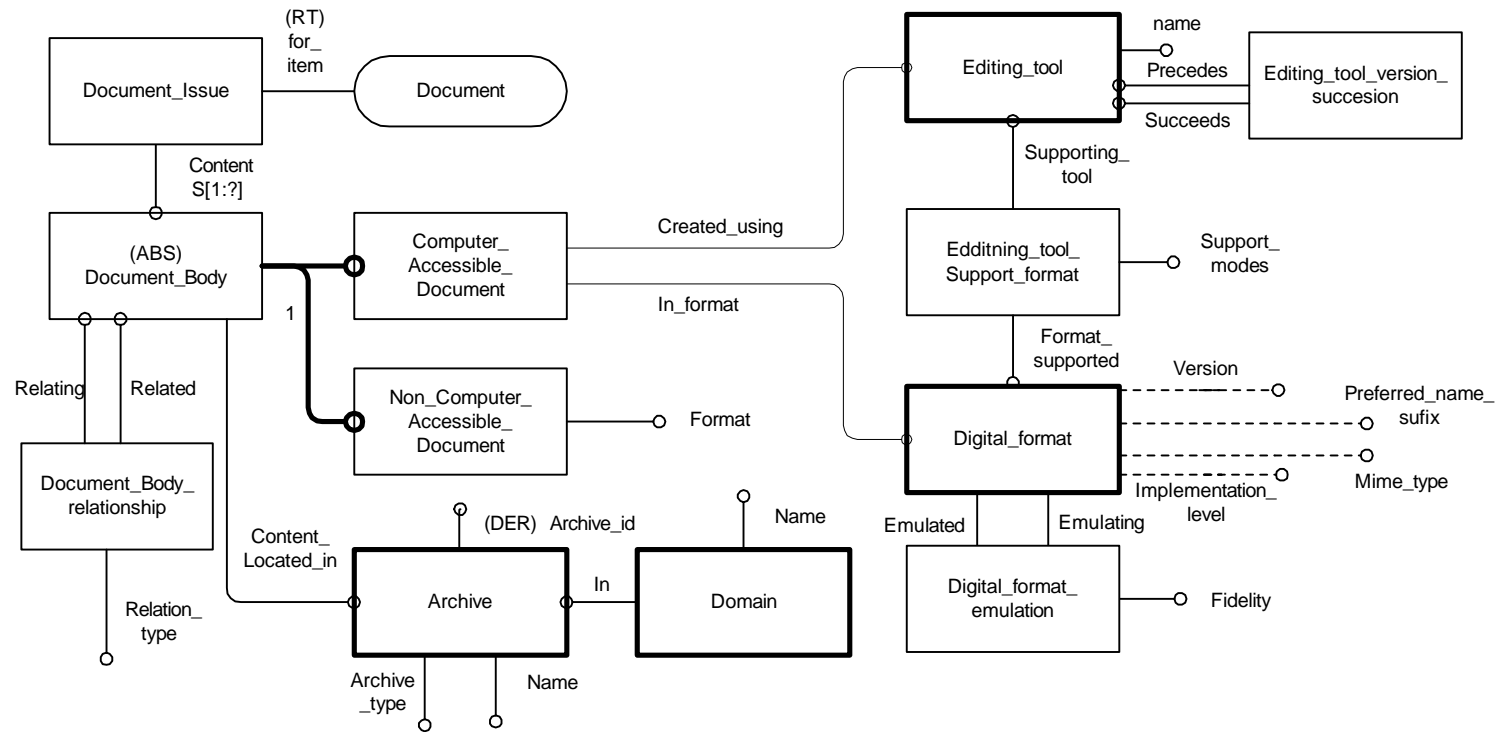 (RT)
for_
item
Document_Issue
Document
Content
S[1:?]
(ABS)
Document_Body
1
Computer_
Accessible_
Document
Created_using
In_format
Non_Computer_
Accessible_
Document
Format
Relating
Related
Document_Body_
relationship
Relation_
type
Content_
Located_in
(DER) Archive_id
Archive
In
Domain
Name
Archive
_type
Name
Editing_tool
name
Precedes
Succeeds
Editing_tool_version_
succesion
Supporting_
tool
Edditning_tool_
Support_format
Support_
modes
Format_
supported
Digital_format
Version
Preferred_name_
sufix
Mime_type
Implementation_
level
Emulated
Emulating
Digital_format_
emulation
Fidelity